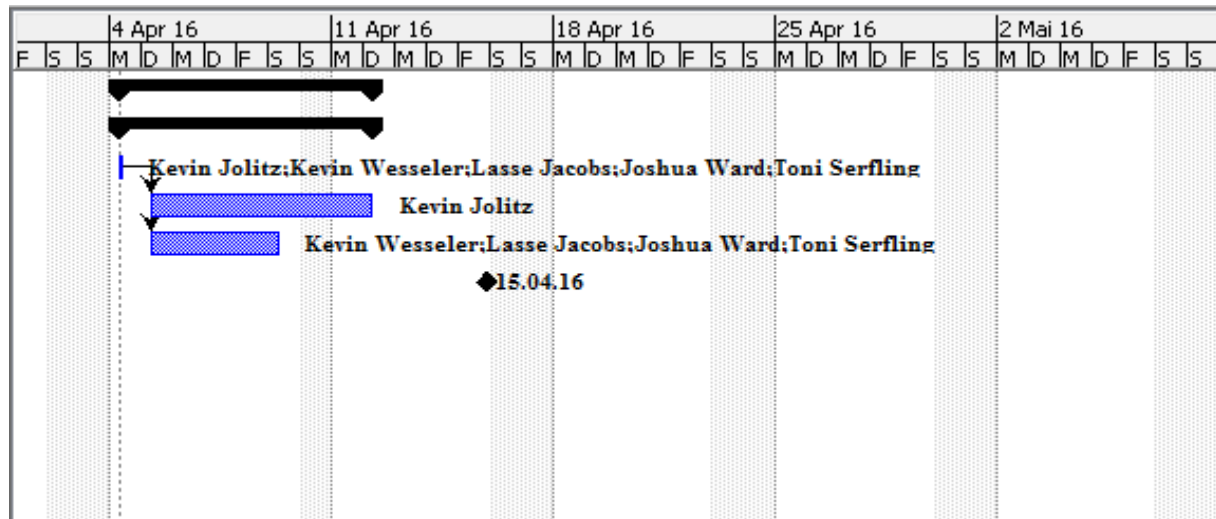 4 Apr 16 11 Apr 16 18 Apr 16 25 Apr 16 2 Mai 16
F S S M D M D F S S M D M D F S S M D M D F S S M D M D F S S M D M D F S S
Kevin Jolitz;Kevin Wesseler;Lasse Jacobs;Joshua Ward;Toni Serfling
Kevin Jolitz
Kevin Wesseler;Lasse Jacobs;Joshua Ward;Toni Serfling
15.04.16